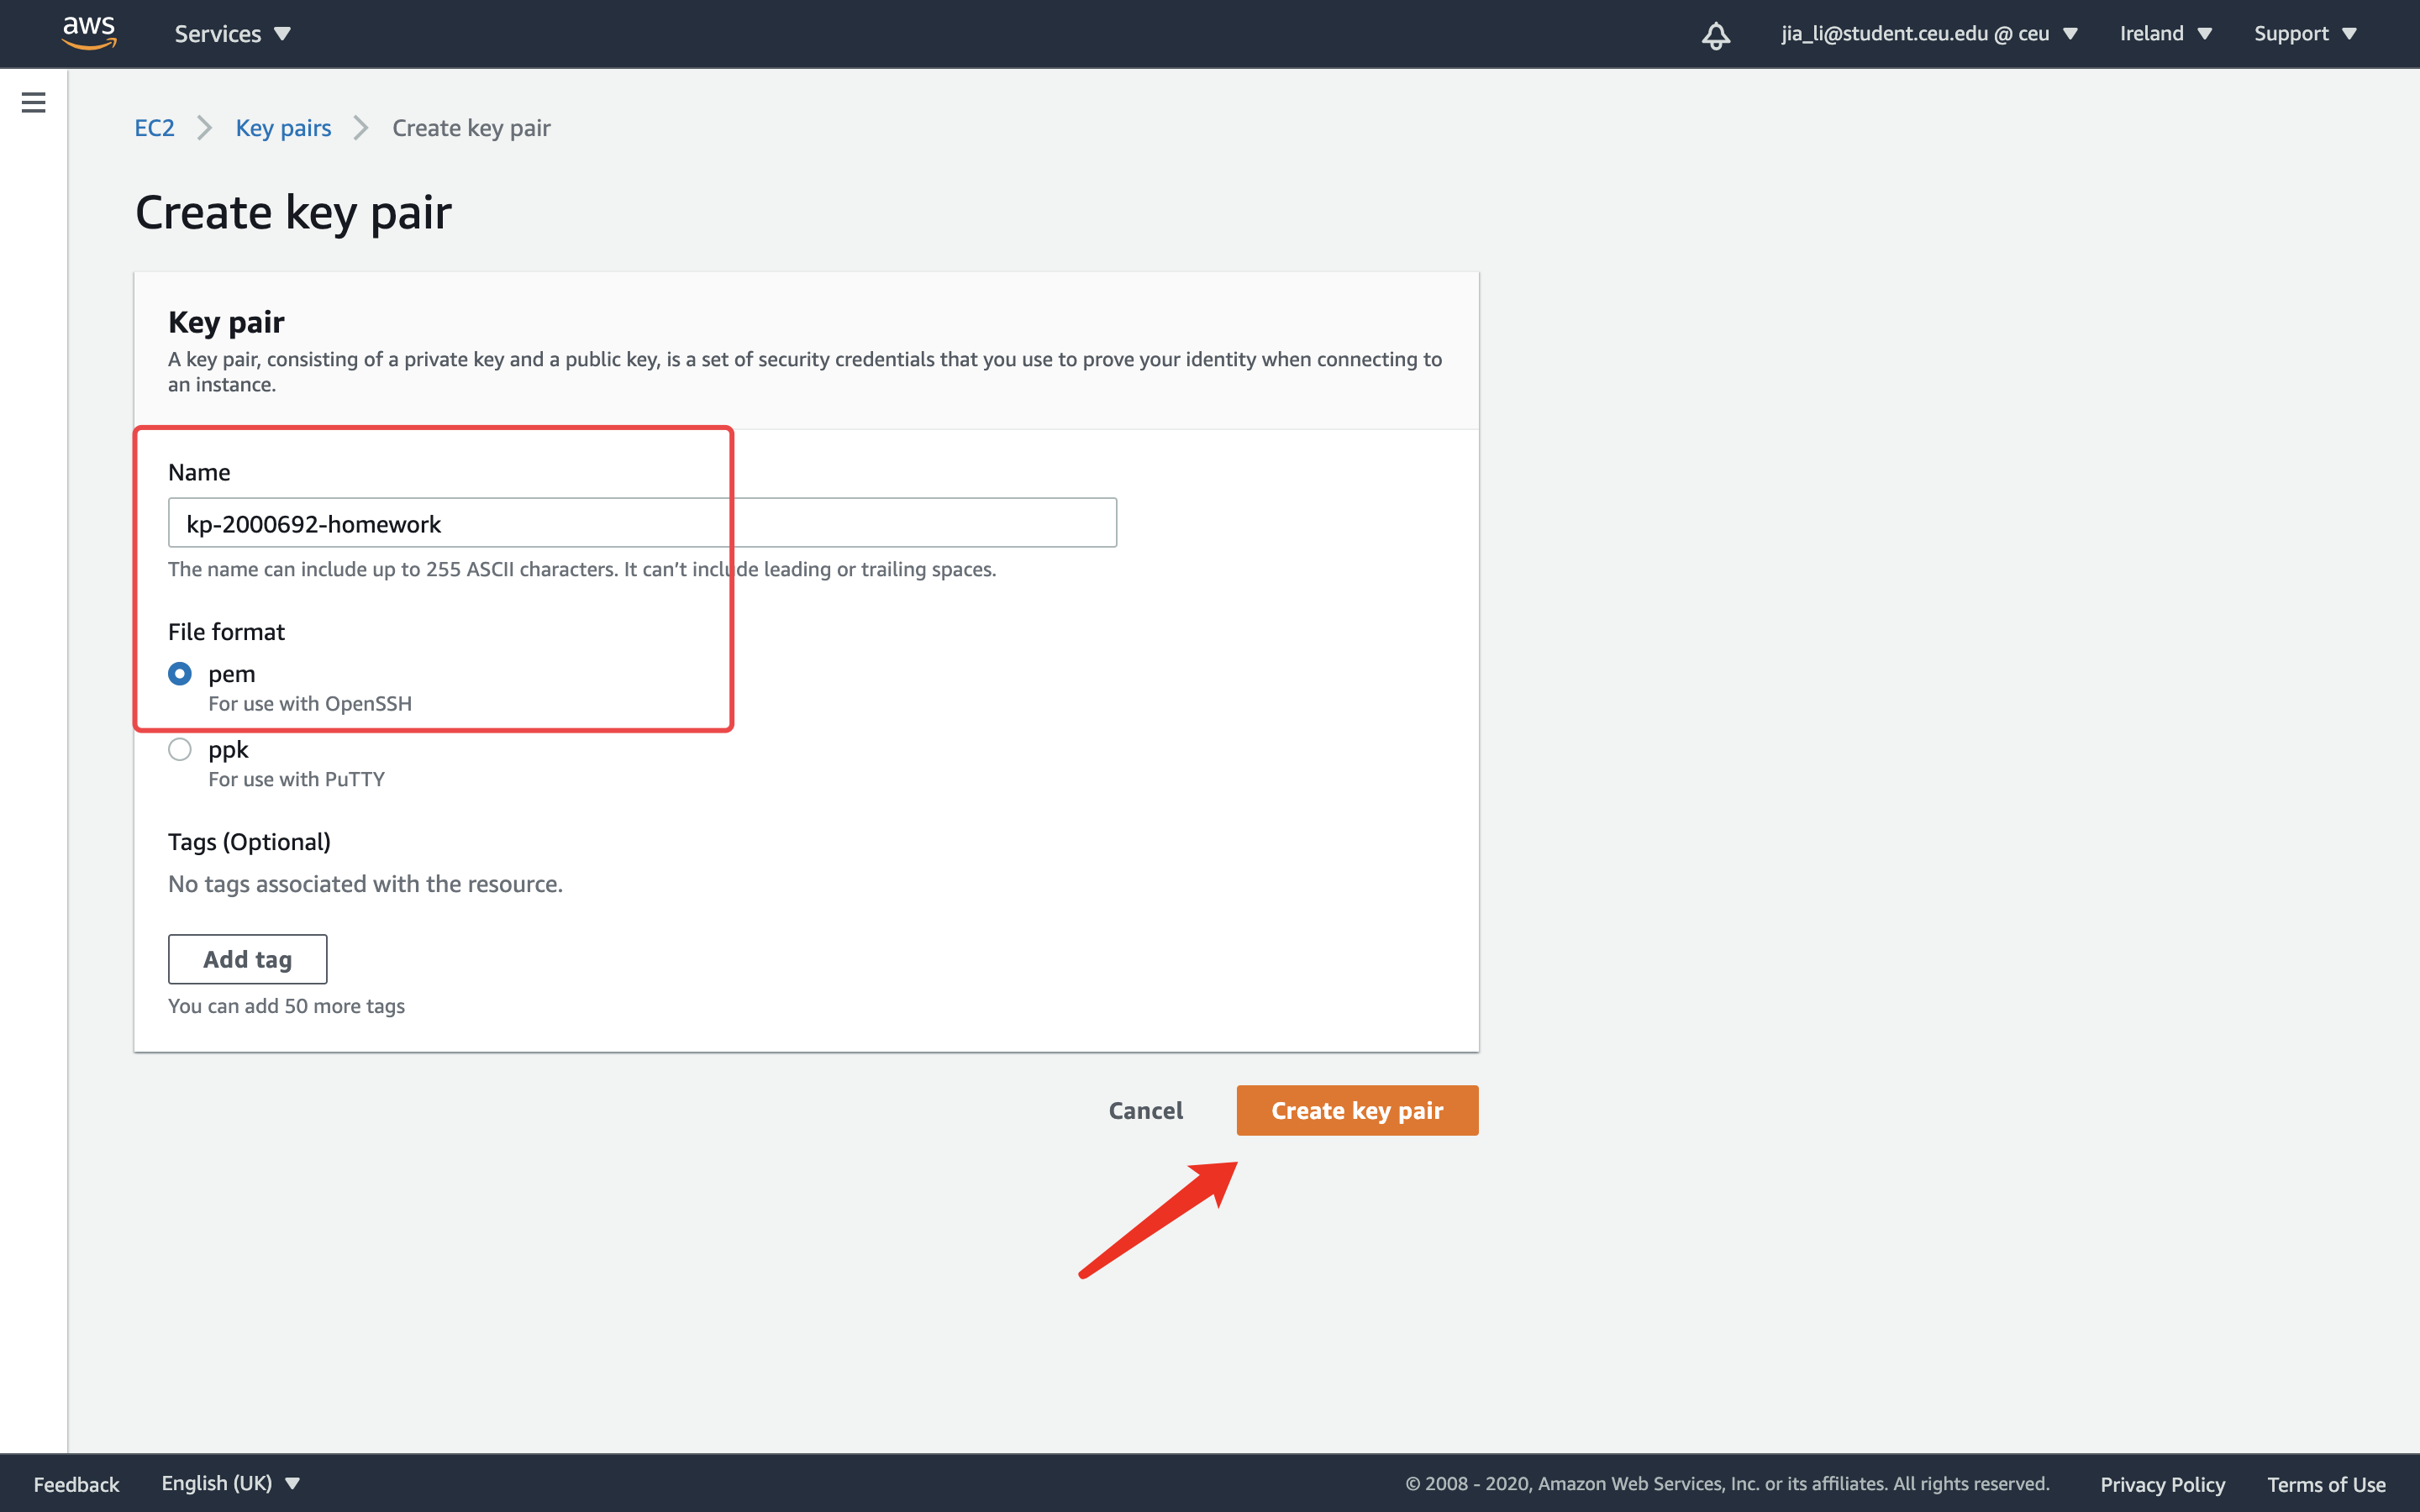 aws Services jia_li@student.ceu.edu @ ceu Ireland Support
EC2 Key pairs Create key pair
Create key pair
Key pair
A key pair, consisting of a private key and a public key, is a set of security credentials that you use to prove your identity when connecting to
an instance.
Name
kp-2000692-homework
The name can include up to 255 ASCII characters. It can’t include leading or trailing spaces.
File format
pem
For use with OpenSSH
ppk
For use with PuTTY
Tags (Optional)
No tags associated with the resource.
Add tag
You can add 50 more tags
Cancel Create key pair
Feedback English (UK) © 2008 - 2020, Amazon Web Services, Inc. or its affiliates. All rights reserved. Privacy Policy Terms of Use